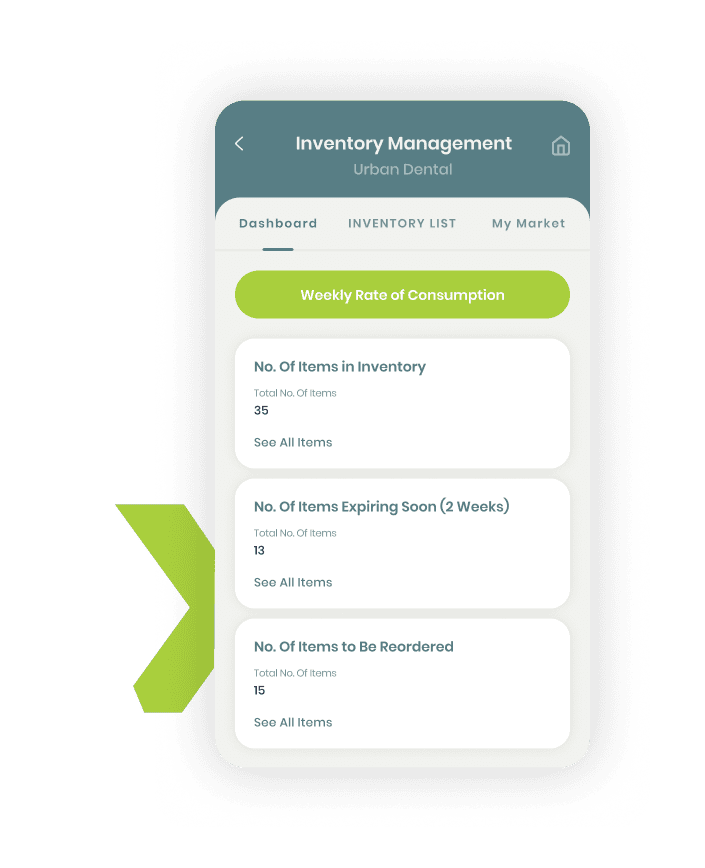 Inventory Management
Urban Dental
Dashboard INVENTORY LIST My Market
Weekly Rate of Consumption
No. Of Items in Inventory
Total No. Of Items
35
See All Items
No. Of Items Expiring Soon (2 Weeks)
Total No. Of Items
13
See All Items
No. Of Items to Be Reordered
Total No. Of Items
15
See All Items